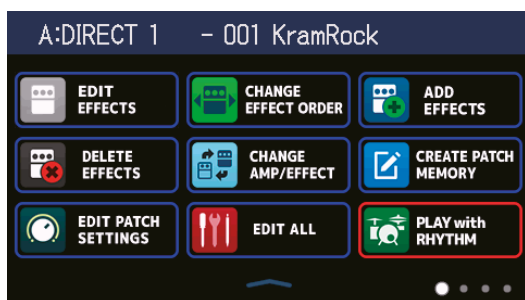 A:DIRECT 1 - 001 KramRock
EDIT
EFFECTS
CHANGE
EFFECT ORDER
ADD
EFFECTS
DELETE
EFFECTS
CHANGE
AMP/EFFECT
CREATE PATCH
MEMORY
EDIT PATCH
SETTINGS
EDIT ALL
PLAY with
RHYTHM